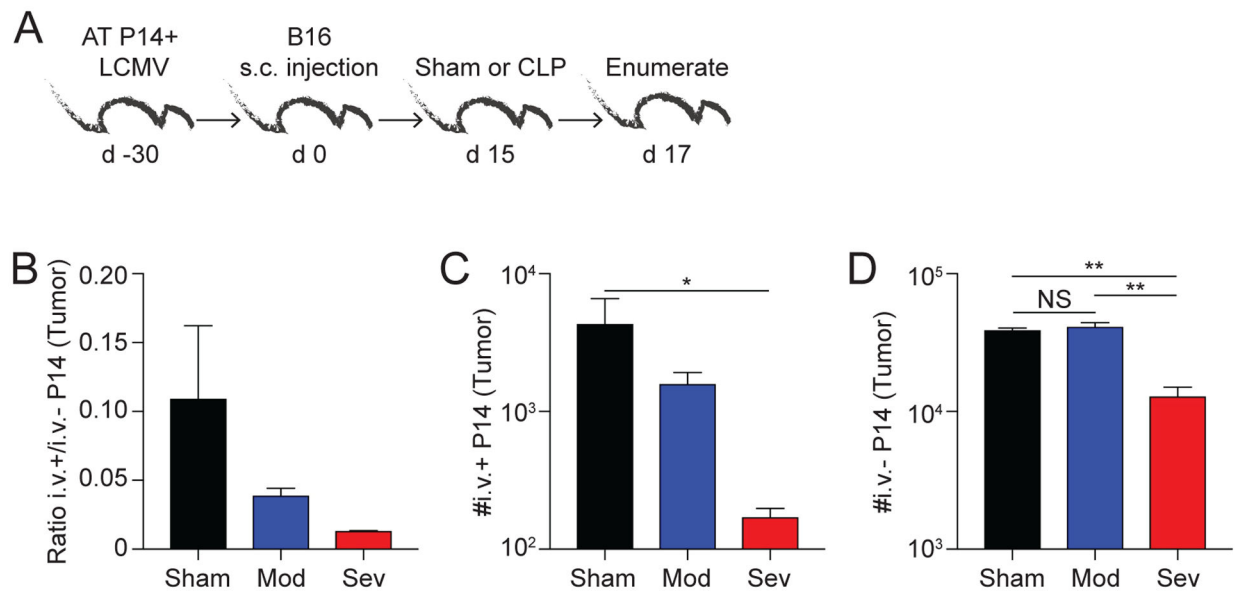 A
AT P14+
LCMV
B16
s.c. injection
Sham or CLP
Enumerate
d -30
d 0
d 15
d 17
B
Ratio i.v.+/i.v.- P14 (Tumor)
0.20
0.15
0.10
0.05
0
Sham
Mod
Sev
C
#i.v.+ P14 (Tumor)
10⁴
10³
10²
*
Sham
Mod
Sev
D
#i.v.- P14 (Tumor)
10⁵
10⁴
10³
**
NS
**
Sham
Mod
Sev